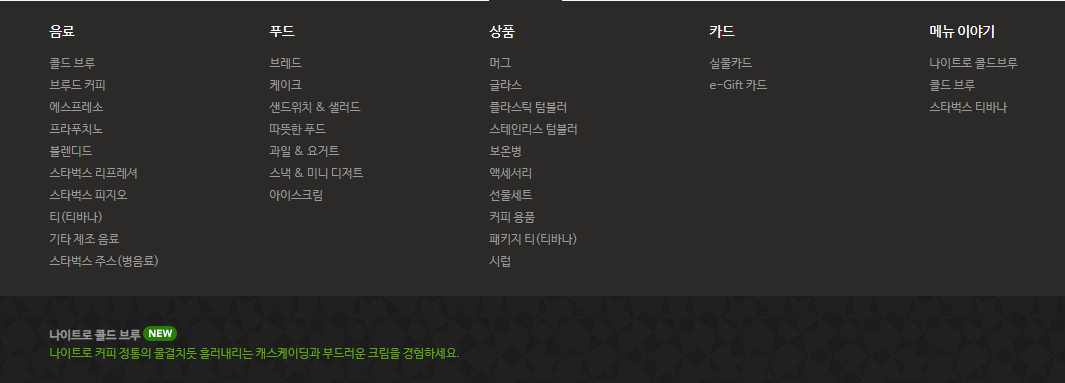 음료
콜드 브루
브루드 커피
에스프레소
프라푸치노
블렌디드
스타벅스 리프레셔
스타벅스 피지오
티(티바나)
기타 제조 음료
스타벅스 주스(병음료)
푸드
브레드
케이크
샌드위치 & 샐러드
따뜻한 푸드
과일 & 요거트
스낵 & 미니 디저트
아이스크림
상품
머그
글라스
플라스틱 텀블러
스테인리스 텀블러
보온병
액세서리
선물세트
커피 용품
패키지 티(티바나)
시럽
카드
실물카드
e-Gift 카드
메뉴 이야기
나이트로 콜드브루
콜드 브루
스타벅스 티바나
나이트로 콜드 브루 NEW
나이트로 커피 정통의 물결치듯 흘러내리는 캐스케이딩과 부드러운 크림을 경험하세요.